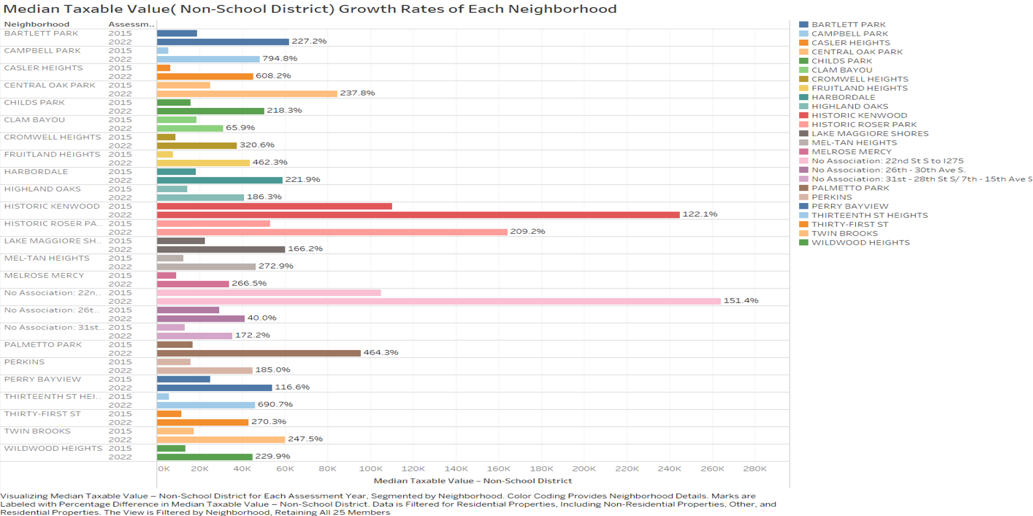 Median Taxable Value( Non-School District) Growth Rates of Each Neighborhood
Neighborhood Assessm..
BARTLETT PARK 2015
2022 227.2%
CAMPBELL PARK 2015
2022 794.8%
CASLER HEIGHTS 2015
2022 608.2%
CENTRAL OAK PARK 2015
2022 237.8%
CHILDS PARK 2015
2022 218.3%
CLAM BAYOU 2015
2022 65.9%
CROMWELL HEIGHTS 2015
2022 320.6%
FRUITLAND HEIGHTS 2015
2022 462.3%
HARBORDALE 2015
2022 221.9%
HIGHLAND OAKS 2015
2022 186.3%
HISTORIC KENWOOD 2015
2022 122.1%
HISTORIC ROSER PA.. 2015
2022 209.2%
LAKE MAGGIORE SH.. 2015
2022 166.2%
MEL-TAN HEIGHTS 2015
2022 272.9%
MELROSE MERCY 2015
2022 266.5%
No Association: 22n.. 2015
2022 151.4%
No Association: 26t.. 2015
2022 40.0%
No Association: 31st.. 2015
2022 172.2%
PALMETTO PARK 2015
2022 464.3%
PERKINS 2015
2022 185.0%
PERRY BAYVIEW 2015
2022 116.6%
THIRTEENTH ST HEI.. 2015
2022 690.7%
THIRTY-FIRST ST 2015
2022 270.3%
TWIN BROOKS 2015
2022 247.5%
WILDWOOD HEIGHTS 2015
2022 229.9%
0K 20K 40K 60K 80K 100K 120K 140K 160K 180K 200K 220K 240K 260K 280K
Median Taxable Value – Non-School District
BARTLETT PARK
CAMPBELL PARK
CASLER HEIGHTS
CENTRAL OAK PARK
CHILDS PARK
CLAM BAYOU
CROMWELL HEIGHTS
FRUITLAND HEIGHTS
HARBORDALE
HIGHLAND OAKS
HISTORIC KENWOOD
HISTORIC ROSER PARK
LAKE MAGGIORE SHORES
MEL-TAN HEIGHTS
MELROSE MERCY
No Association: 22nd St S to I275
No Association: 26th - 30th Ave S.
No Association: 31st - 28th St S/ 7th - 15th Ave S
PALMETTO PARK
PERKINS
PERRY BAYVIEW
THIRTEENTH ST HEIGHTS
THIRTY-FIRST ST
TWIN BROOKS
WILDWOOD HEIGHTS
Visualizing Median Taxable Value – Non-School District for Each Assessment Year, Segmented by Neighborhood. Color Coding Provides Neighborhood Details. Marks are
Labeled with Percentage Difference in Median Taxable Value – Non-School District. Data is Filtered for Residential Properties, Including Non-Residential Properties, Other, and
Residential Properties. The View is Filtered by Neighborhood, Retaining All 25 Members